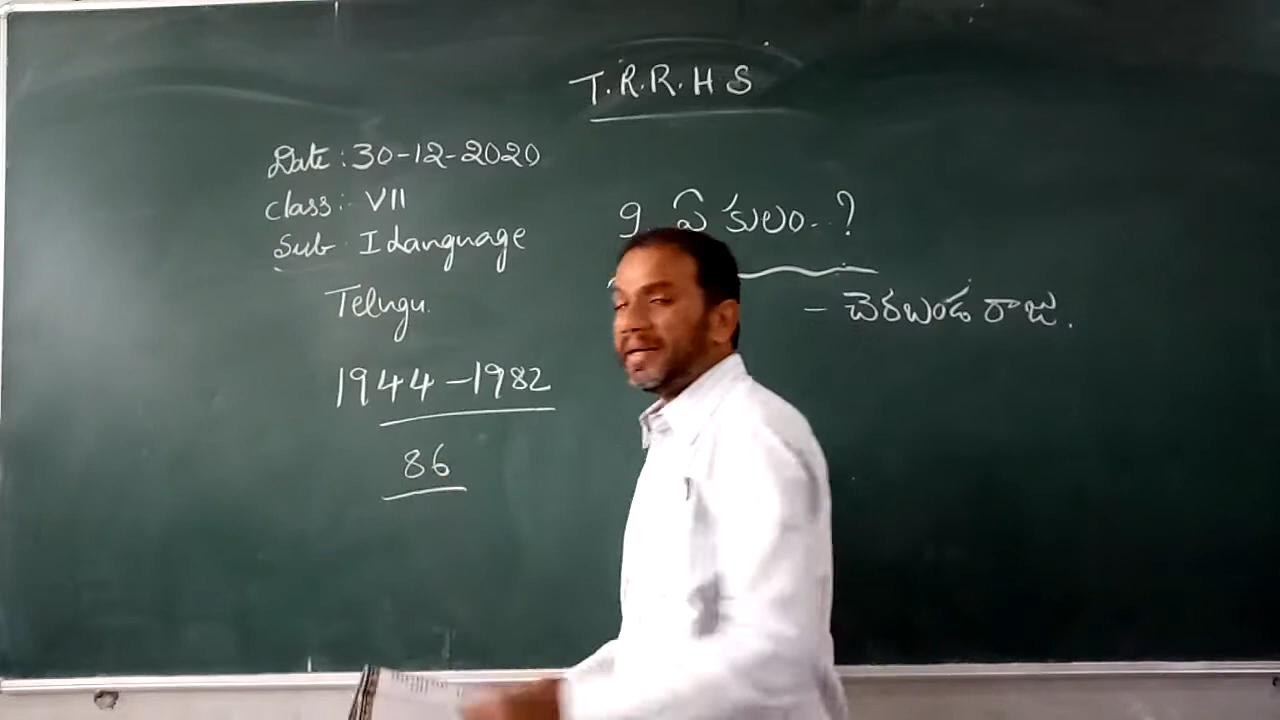 T.R.R.H S
Date : 30-12-2020
class: VII
Sub I Language
Telugu
1944 - 1982
86
9 ఏ కులం..?
- చెరబండ రాజు.